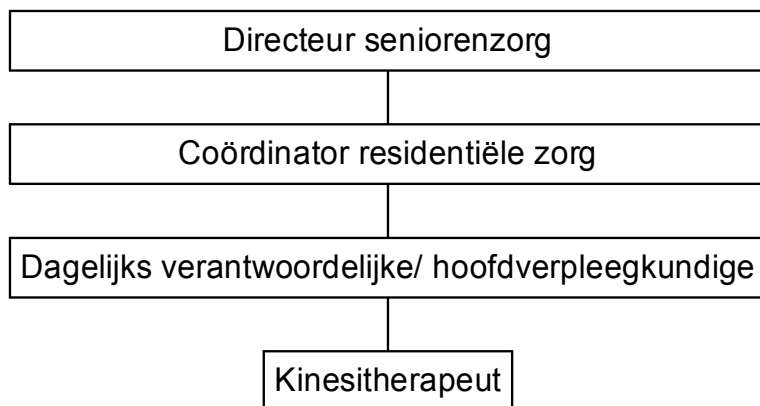 Directeur seniorenzorg
Coördinator residentiële zorg
Dagelijks verantwoordelijke/ hoofdverpleegkundige
Kinesitherapeut